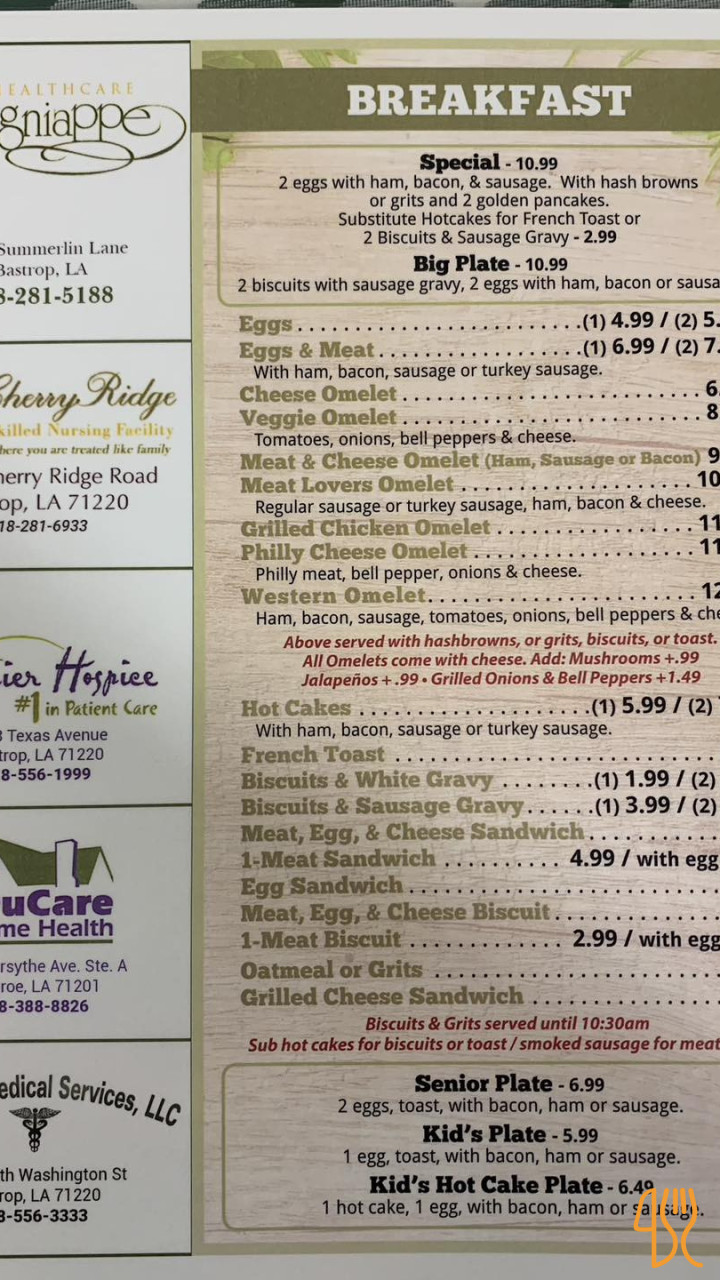 HEALTHCARE
gniappe
Summerlin Lane
Bastrop, LA
8-281-5188
Cherry Ridge
killed Nursing Facility
here you are treated like family
herry Ridge Road
op, LA 71220
18-281-6933
ier Hospice
#1 in Patient Care
3 Texas Avenue
trop, LA 71220
8-556-1999
uCare
me Health
rsythe Ave. Ste. A
roe, LA 71201
8-388-8826
edical Services, LLC
th Washington St
rop, LA 71220
8-556-3333
BREAKFAST
Special - 10.99
2 eggs with ham, bacon, & sausage. With hash browns
or grits and 2 golden pancakes.
Substitute Hotcakes for French Toast or
2 Biscuits & Sausage Gravy - 2.99
Big Plate - 10.99
2 biscuits with sausage gravy, 2 eggs with ham, bacon or sausa
Eggs..............................(1) 4.99 / (2) 5.
Eggs & Meat......................(1) 6.99 / (2) 7.
With ham, bacon, sausage or turkey sausage.
Cheese Omelet .............................. 6.
Veggie Omelet .............................. 8
Tomatoes, onions, bell peppers & cheese.
Meat & Cheese Omelet (Ham, Sausage or Bacon) 9
Meat Lovers Omelet ......................... 10
Regular sausage or turkey sausage, ham, bacon & cheese.
Grilled Chicken Omelet ..................... 11
Philly Cheese Omelet ....................... 11
Philly meat, bell pepper, onions & cheese.
Western Omelet............................. 12
Ham, bacon, sausage, tomatoes, onions, bell peppers & che
Above served with hashbrowns, or grits, biscuits, or toast.
All Omelets come with cheese. Add: Mushrooms +.99
Jalapeños +.99 • Grilled Onions & Bell Peppers +1.49
Hot Cakes .......................(1) 5.99 / (2)
With ham, bacon, sausage or turkey sausage.
French Toast ..............................
Biscuits & White Gravy ........(1) 1.99 / (2)
Biscuits & Sausage Gravy......(1) 3.99 / (2)
Meat, Egg, & Cheese Sandwich............
1-Meat Sandwich .......... 4.99 / with egg
Egg Sandwich..............................
Meat, Egg, & Cheese Biscuit...............
1-Meat Biscuit ............. 2.99 / with egg
Oatmeal or Grits ..........................
Grilled Cheese Sandwich ..................
Biscuits & Grits served until 10:30am
Sub hot cakes for biscuits or toast / smoked sausage for meat
Senior Plate - 6.99
2 eggs, toast, with bacon, ham or sausage.
Kid's Plate - 5.99
1 egg, toast, with bacon, ham or sausage.
Kid's Hot Cake Plate - 6.49
1 hot cake, 1 egg, with bacon, ham or sausage.